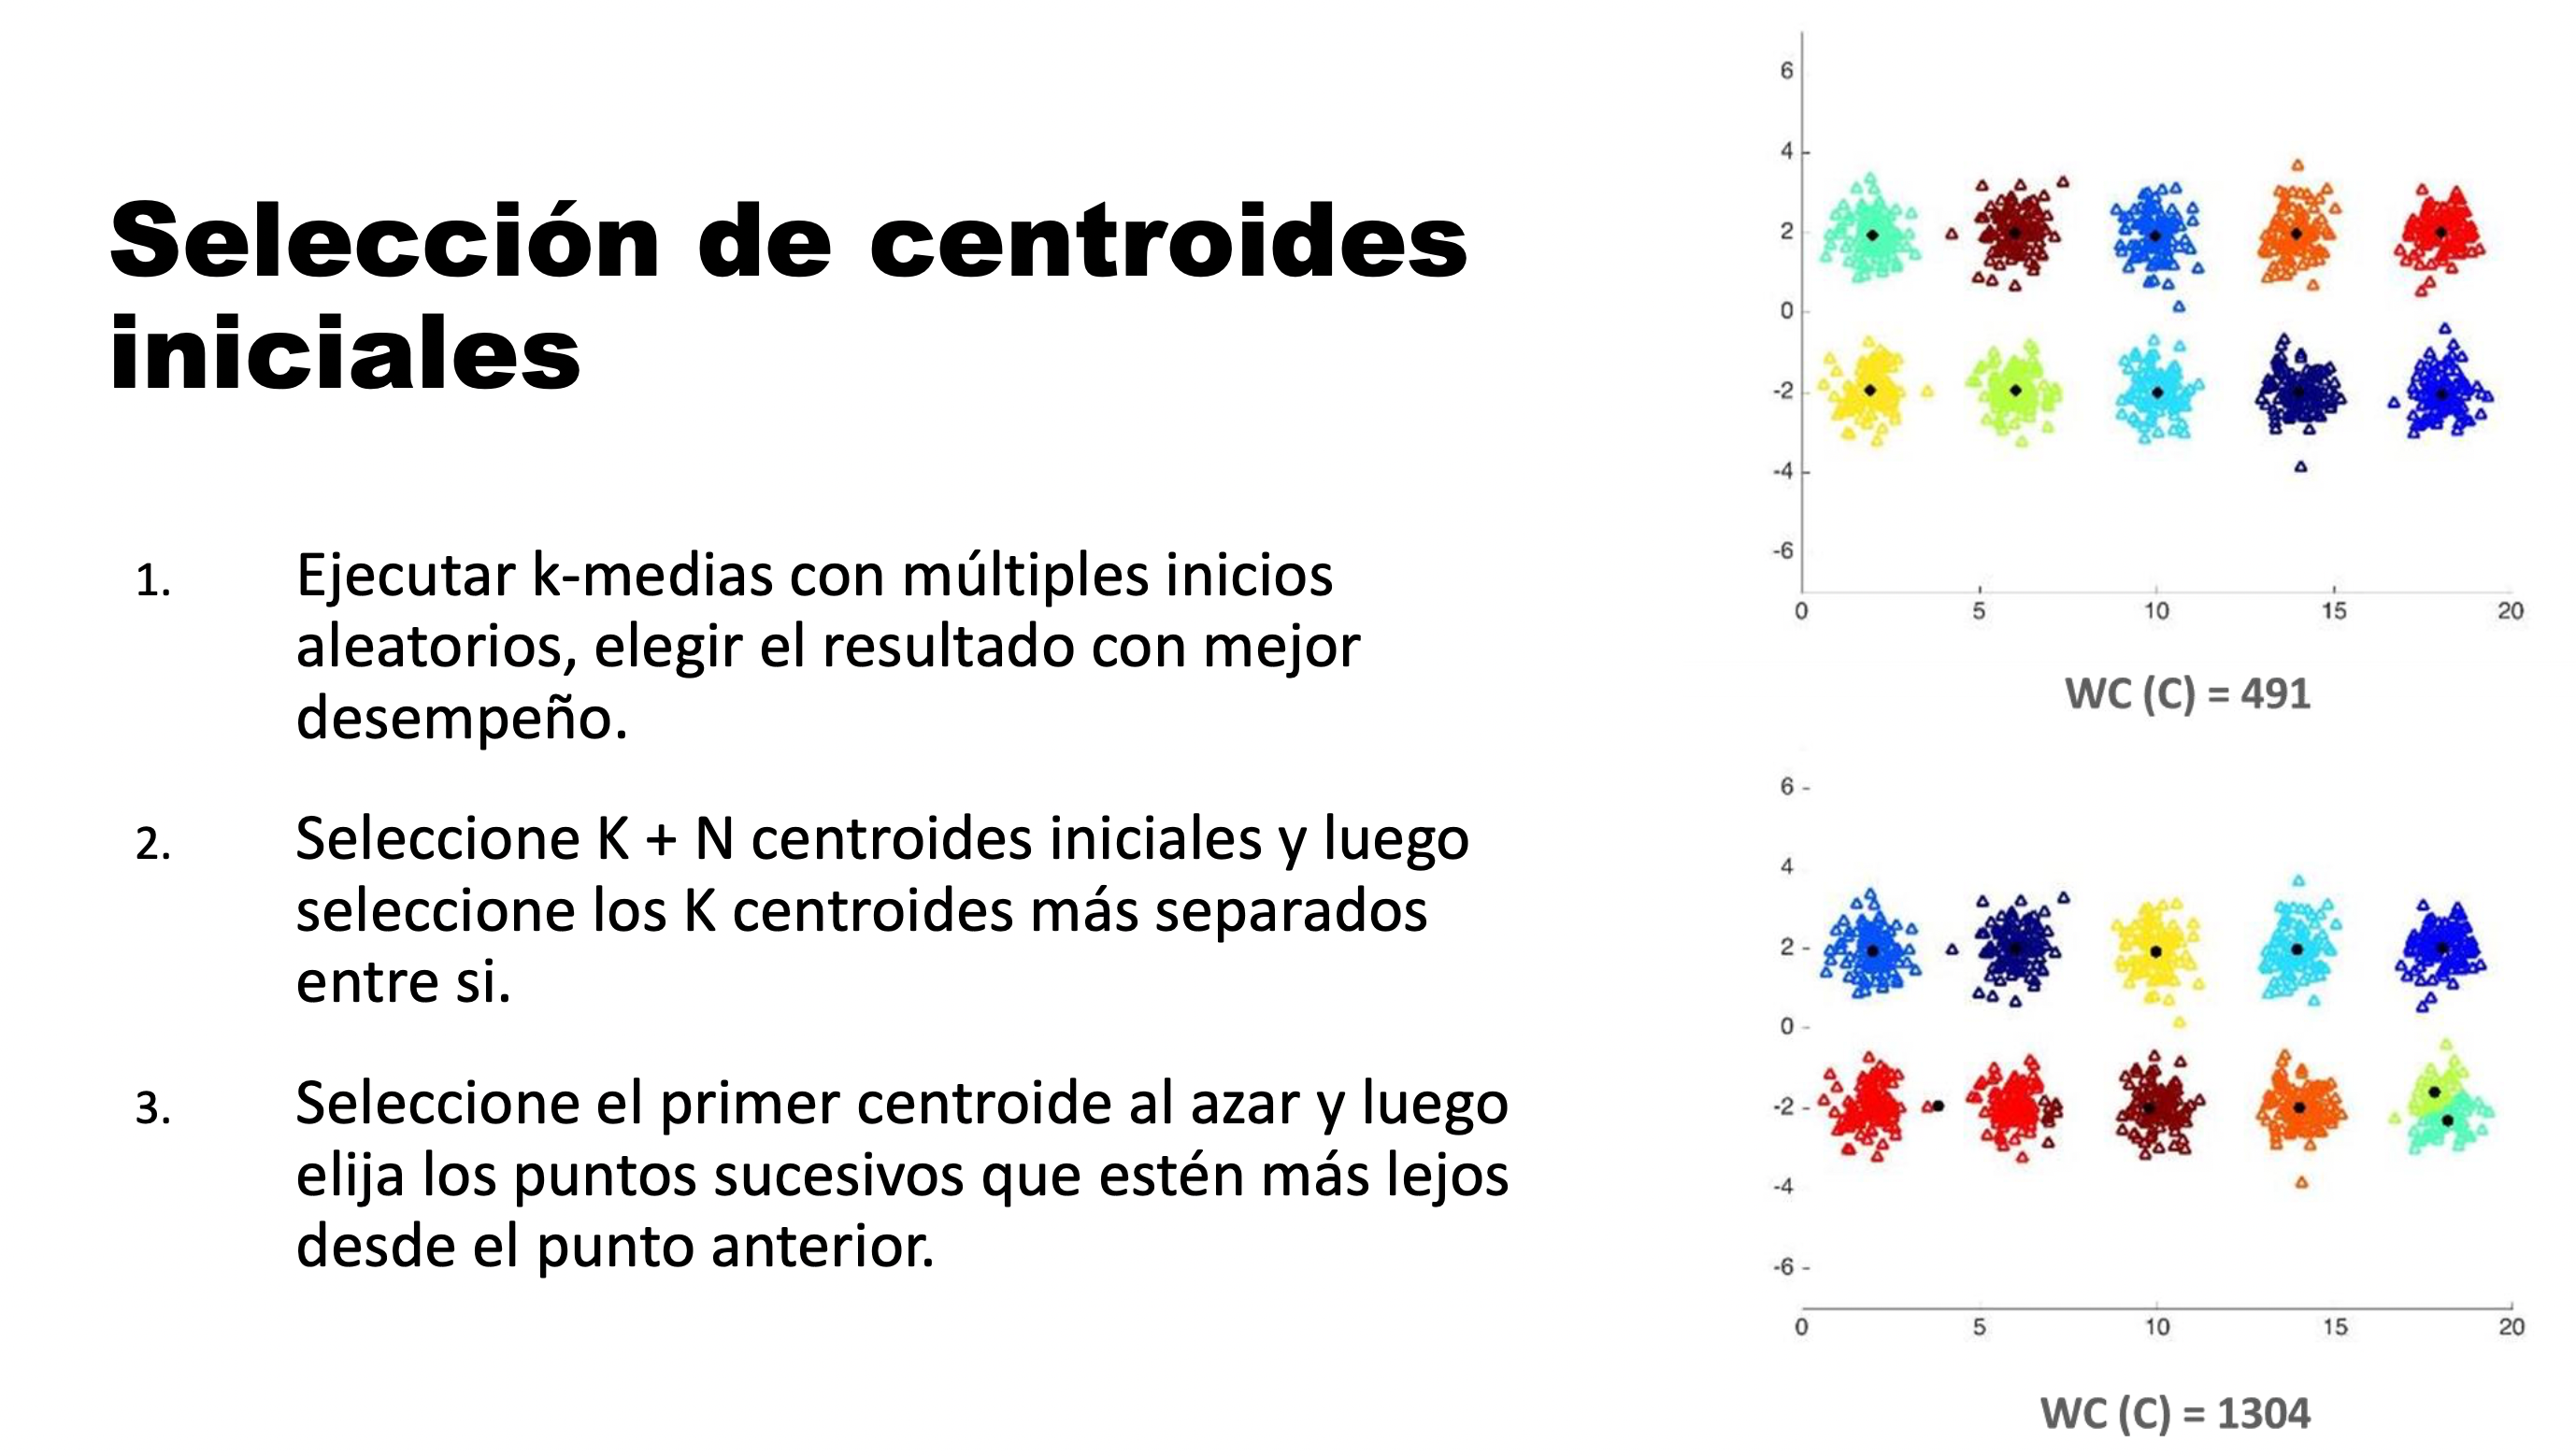 Selección de centroides
iniciales
1. Ejecutar k-medias con múltiples inicios
aleatorios, elegir el resultado con mejor
desempeño.
2. Seleccione K + N centroides iniciales y luego
seleccione los K centroides más separados
entre si.
3. Seleccione el primer centroide al azar y luego
elija los puntos sucesivos que estén más lejos
desde el punto anterior.
6
4
2
0
-2
-4
-6
0 5 10 15 20
WC (C) = 491
6
4
2
0
-2
-4
-6
0 5 10 15 20
WC (C) = 1304